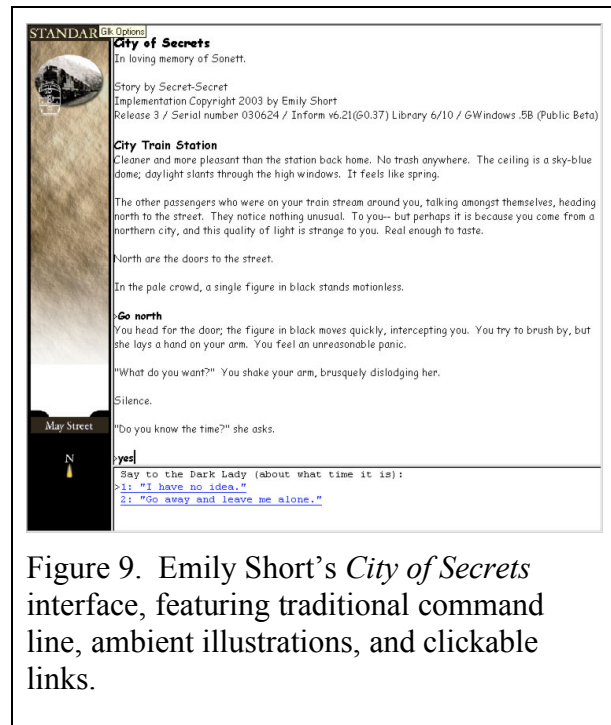 STANDAR
Glk Options
City of Secrets
In loving memory of Sonett.
Story by Secret-Secret
Implementation Copyright 2003 by Emily Short
Release 3 / Serial number 030624 / Inform v6.21(G0.37) Library 6/10 / GWindows .5B (Public Beta)
City Train Station
Cleaner and more pleasant than the station back home. No trash anywhere. The ceiling is a sky-blue
dome; daylight slants through the high windows. It feels like spring.
The other passengers who were on your train stream around you, talking amongst themselves, heading
north to the street. They notice nothing unusual. To you-- but perhaps it is because you come from a
northern city, and this quality of light is strange to you. Real enough to taste.
North are the doors to the street.
In the pale crowd, a single figure in black stands motionless.
>Go north
You head for the door; the figure in black moves quickly, intercepting you. You try to brush by, but
she lays a hand on your arm. You feel an unreasonable panic.
"What do you want?" You shake your arm, brusquely dislodging her.
Silence.
"Do you know the time?" she asks.
>yes
May Street
N
Say to the Dark Lady (about what time it is):
>1: "I have no idea."
2: "Go away and leave me alone."
Figure 9. Emily Short's City of Secrets
interface, featuring traditional command
line, ambient illustrations, and clickable
links.